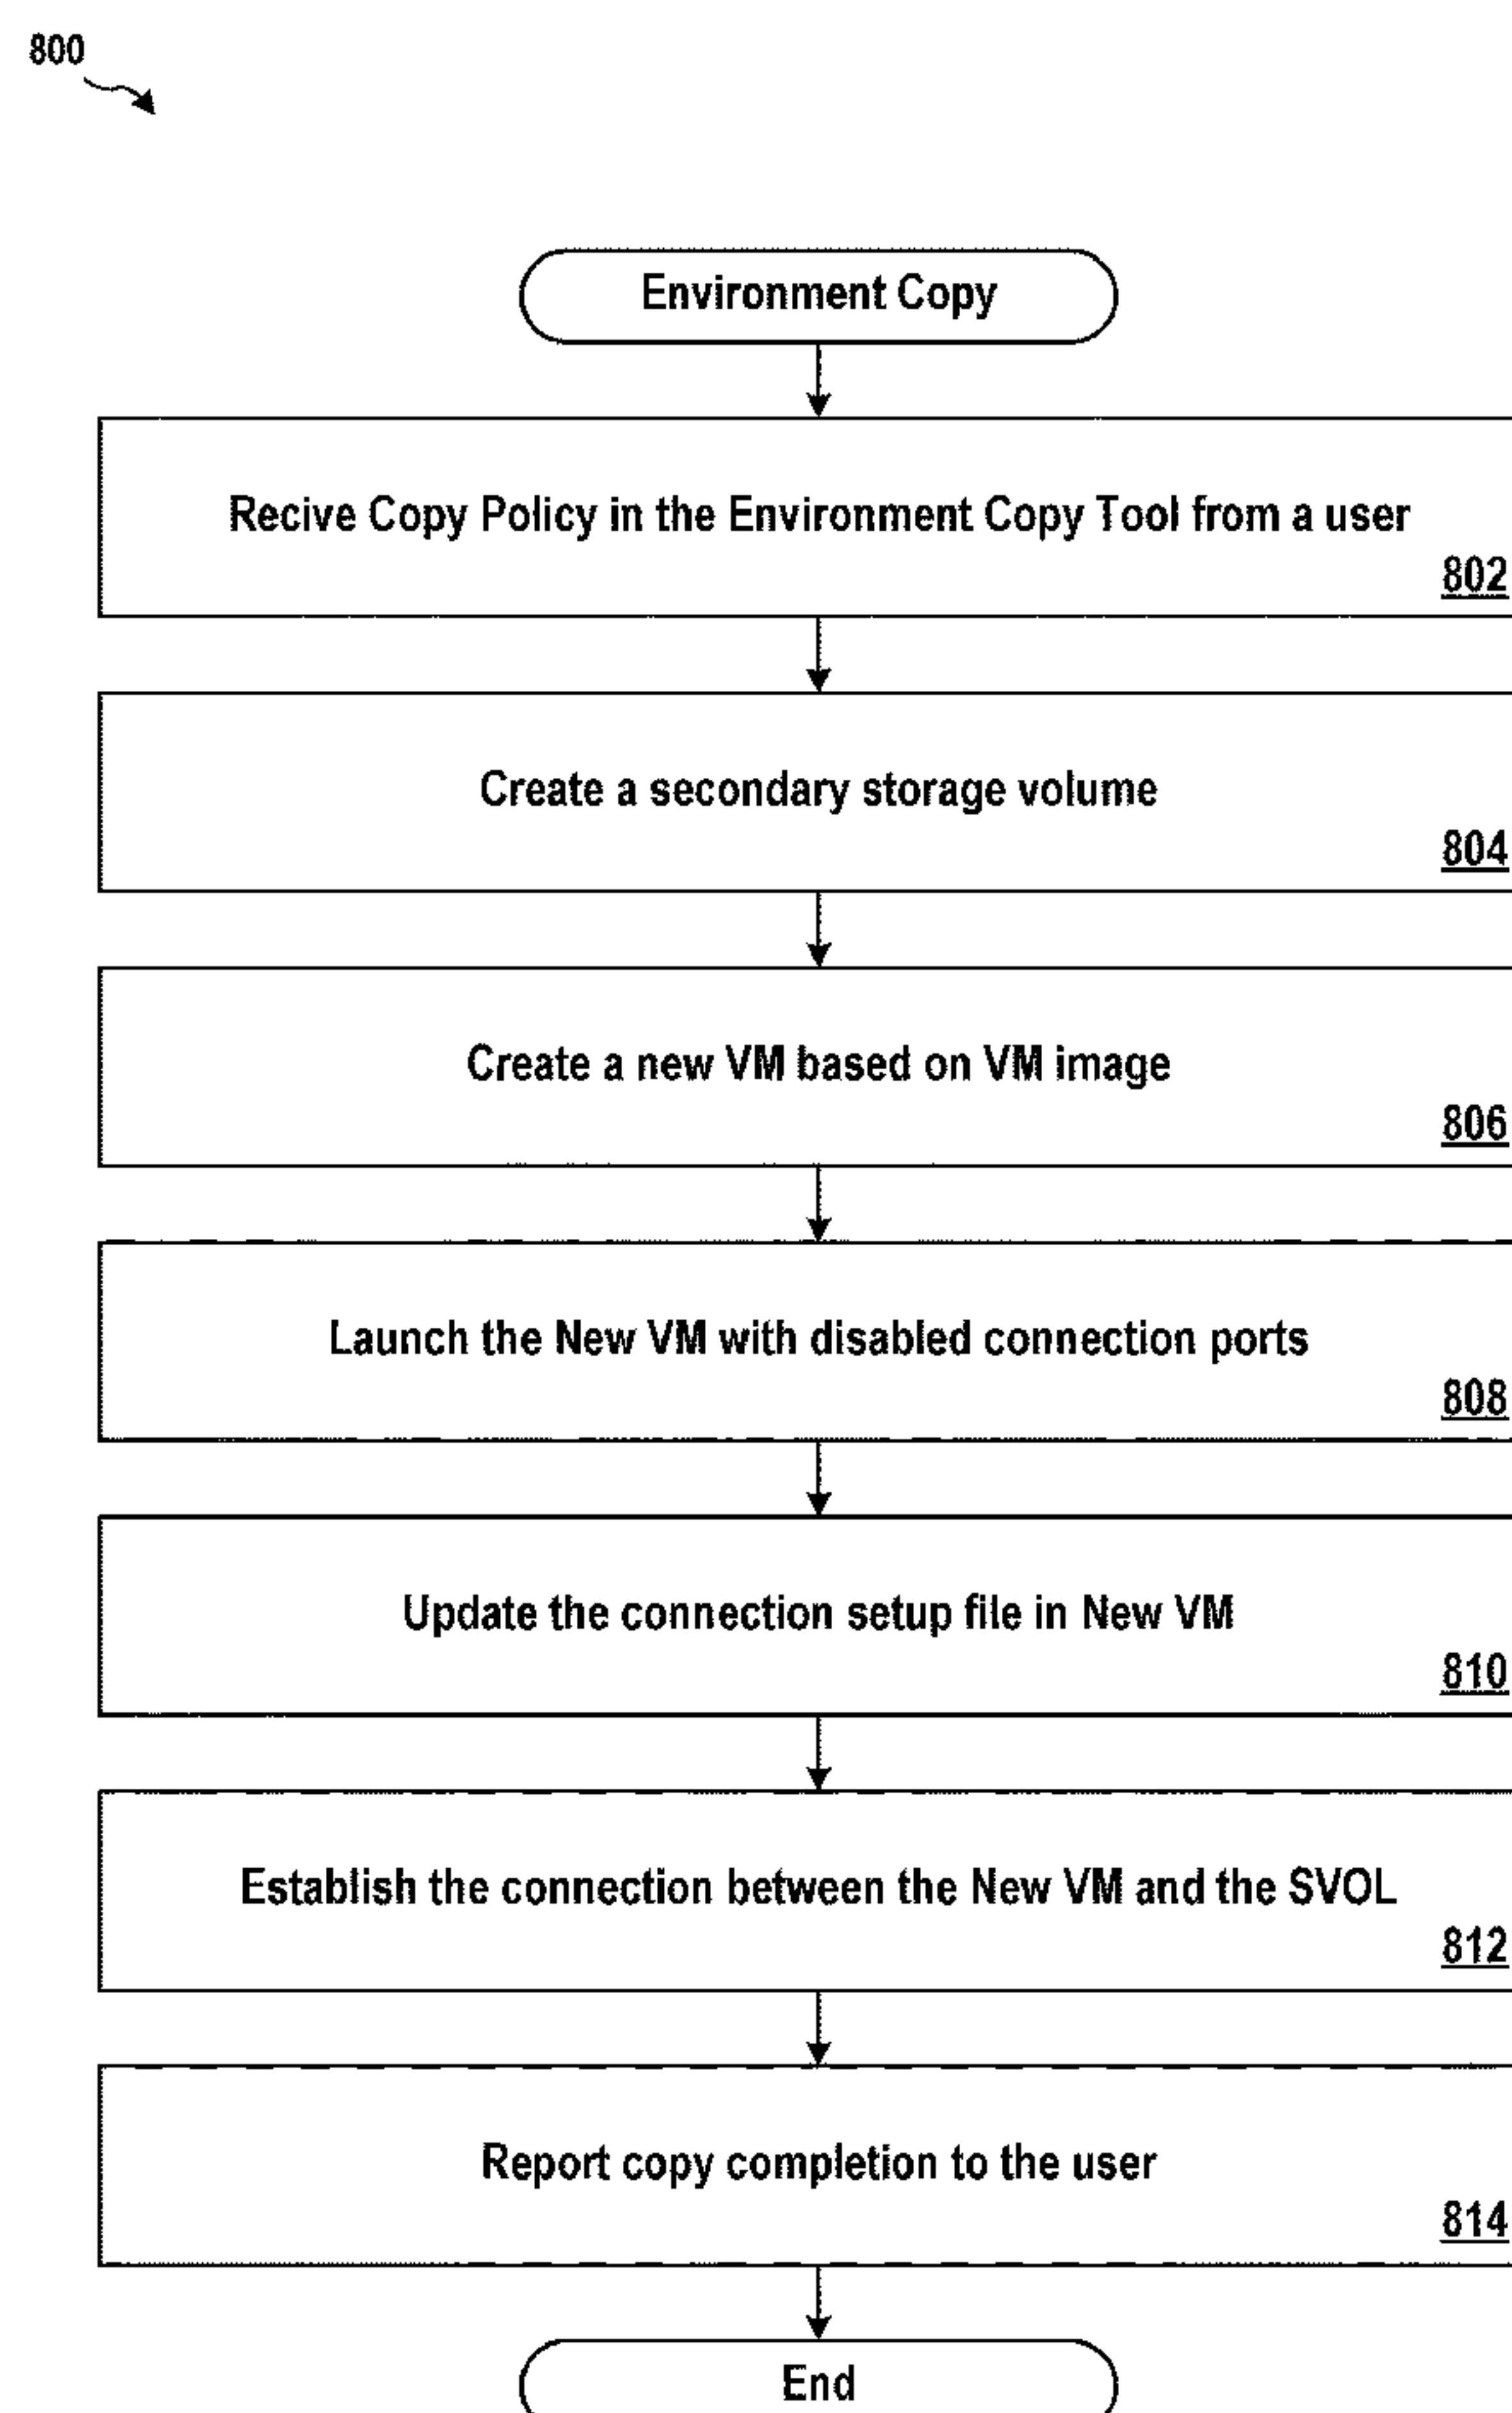 800
Environment Copy
Recive Copy Policy in the Environment Copy Tool from a user
802
Create a secondary storage volume
804
Create a new VM based on VM image
806
Launch the New VM with disabled connection ports
808
Update the connection setup file in New VM
810
Establish the connection between the New VM and the SVOL
812
Report copy completion to the user
814
End